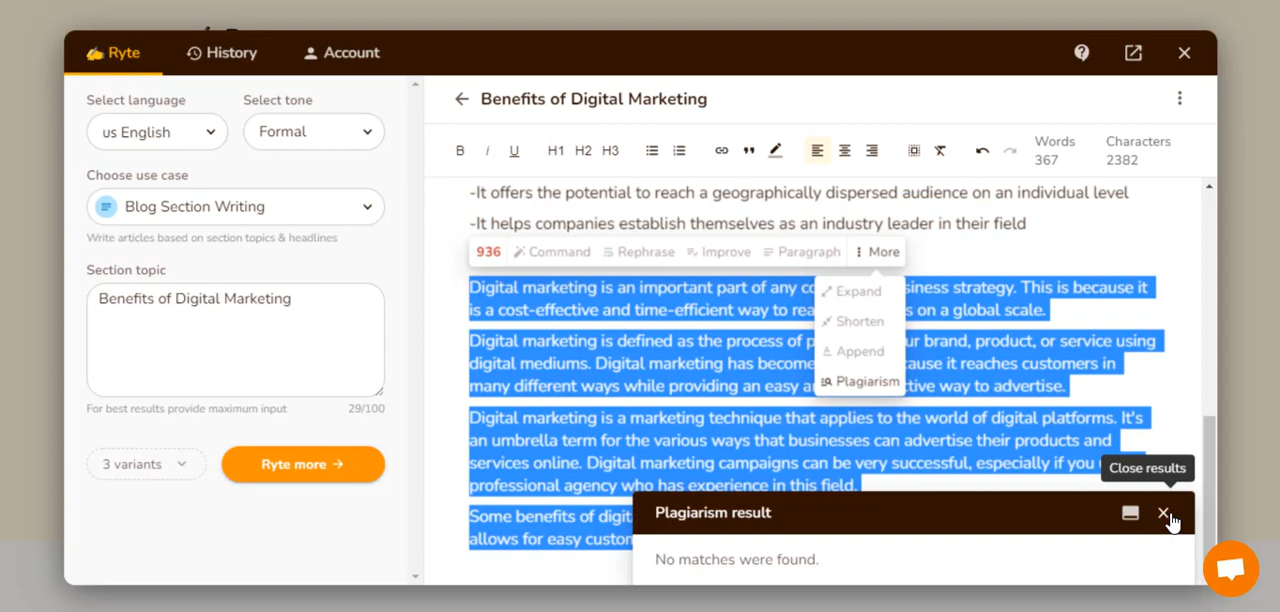 Ryte
History
Account
Select language
Select tone
us English
Formal
Choose use case
Blog Section Writing
Write articles based on section topics & headlines
Section topic
Benefits of Digital Marketing
For best results provide maximum input
29/100
3 variants
Ryte more
Benefits of Digital Marketing
B i U H1 H2 H3
Words
367
Characters
2382
-It offers the potential to reach a geographically dispersed audience on an individual level
-It helps companies establish themselves as an industry leader in their field
936 Command Rephrase Improve Paragraph More
Expand
Shorten
Append
Plagiarism
Digital marketing is an important part of any siness strategy. This is because it
is a cost-effective and time-efficient way to on a global scale.
Digital marketing is defined as the process of brand, product, or service using
digital mediums. Digital marketing has it reaches customers in
many different ways while providing an easy way to advertise.
Digital marketing is a marketing technique that applies to the world of digital platforms. It's
an umbrella term for the various ways that businesses can advertise their products and
services online. Digital marketing campaigns can be very successful, especially if you
professional agency who has experience in this field.
Some benefits of
allows for easy
Close results
Plagiarism result
No matches were found.